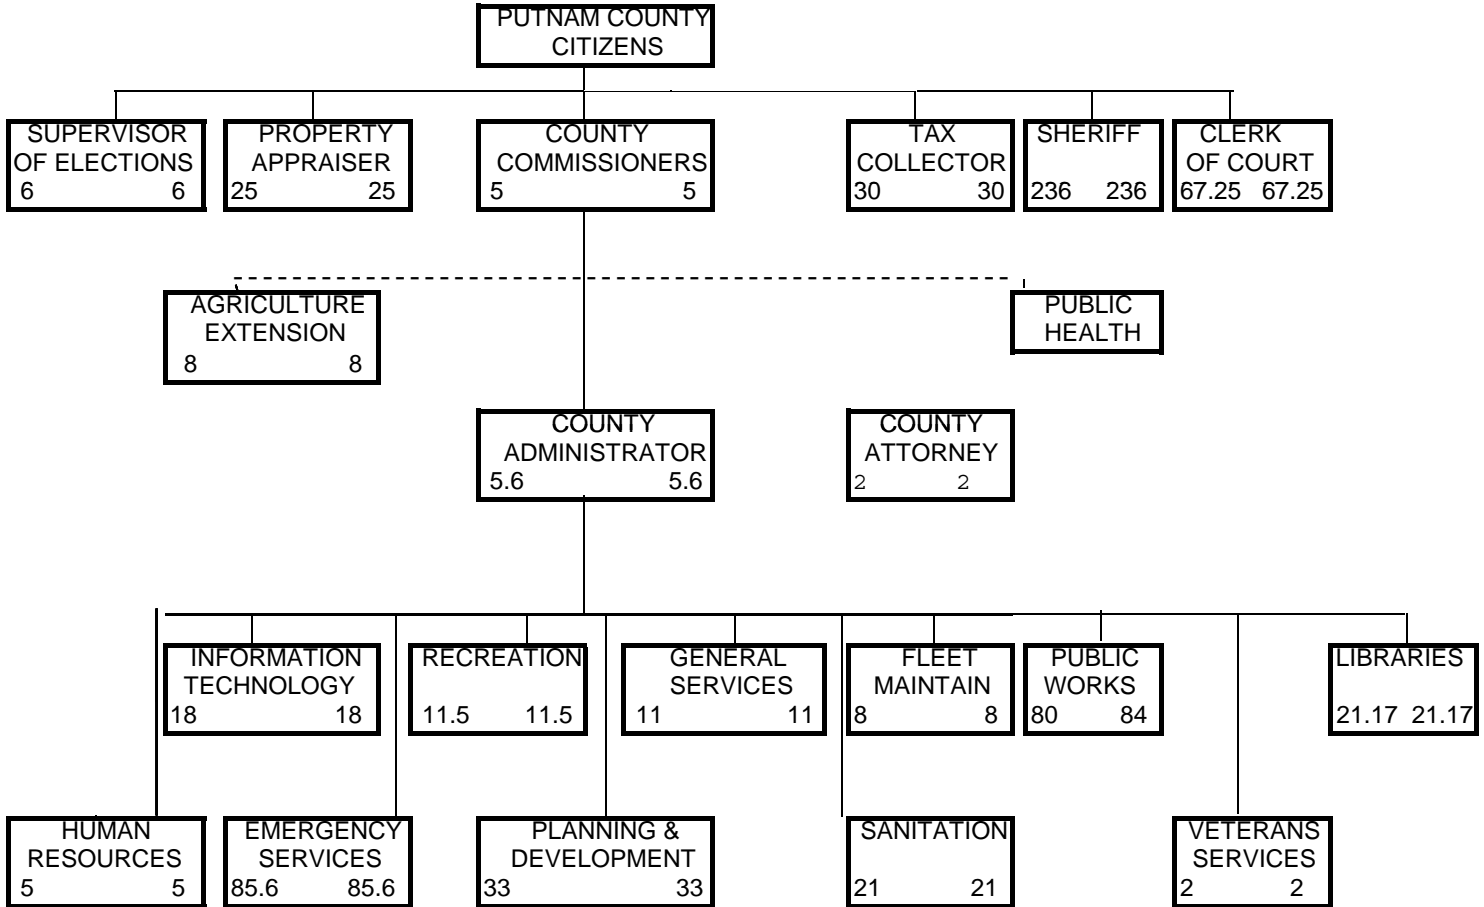 PUTNAM COUNTY
CITIZENS
SUPERVISOR
OF ELECTIONS
6 6
PROPERTY
APPRAISER
25 25
COUNTY
COMMISSIONERS
5 5
TAX
COLLECTOR
30 30
SHERIFF
236 236
CLERK
OF COURT
67.25 67.25
AGRICULTURE
EXTENSION
8 8
PUBLIC
HEALTH
COUNTY
ADMINISTRATOR
5.6 5.6
COUNTY
ATTORNEY
2 2
INFORMATION
TECHNOLOGY
18 18
RECREATION
11.5 11.5
GENERAL
SERVICES
11 11
FLEET
MAINTAIN
8 8
PUBLIC
WORKS
80 84
LIBRARIES
21.17 21.17
HUMAN
RESOURCES
5 5
EMERGENCY
SERVICES
85.6 85.6
PLANNING &
DEVELOPMENT
33 33
SANITATION
21 21
VETERANS
SERVICES
2 2